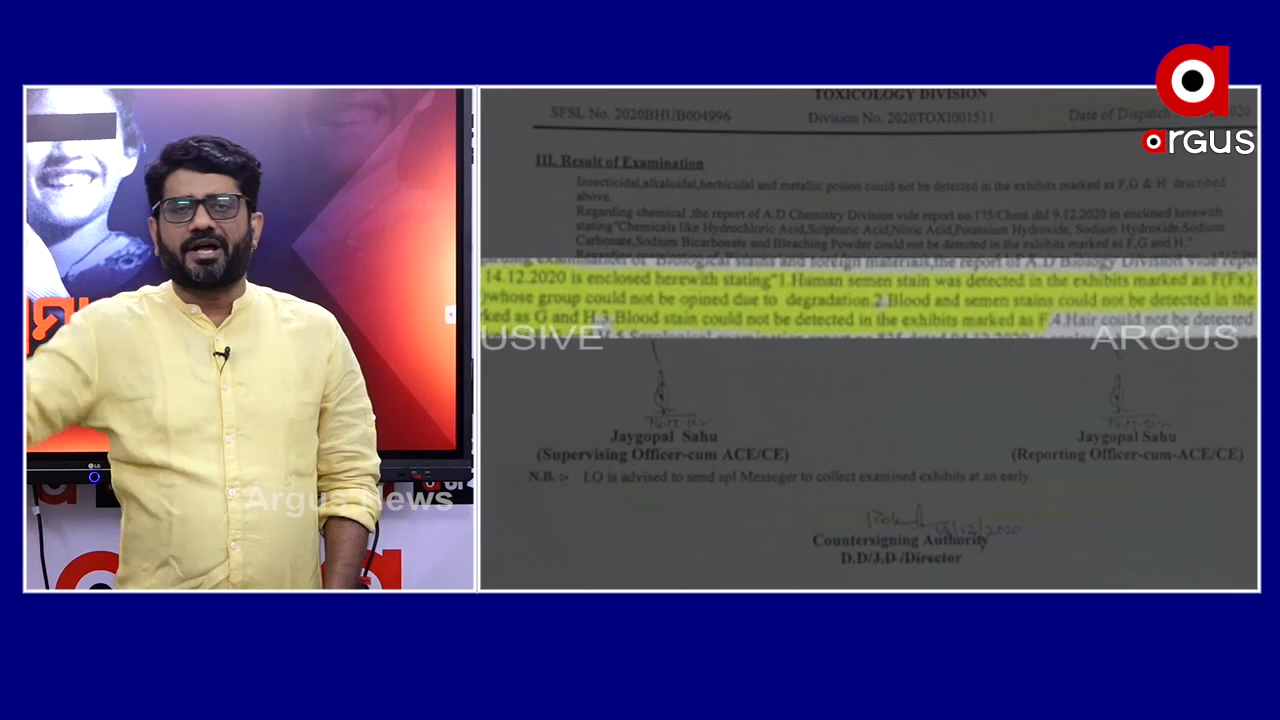 argus
TOXICOLOGY DIVISION
SFSL No. 2020BHUB004996 Division No. 2020TOXI001511 Date of Dispatch 2020
III. Result of Examination
Insecticidal,alkaloidal,herbicidal and metallic poison could not be detected in the exhibits marked as F,G & H described
above.
Regarding chemical ,the report of A.D Chemistry Division vide report no.175/Chem dtd 9.12.2020 in enclosed herewith
stating"Chemicals like Hydrochloric Acid,Sulphuric Acid,Nitric Acid,Potassium Hydroxide, Sodium Hydroxide,Sodium
Carbonate,Sodium Bicarbonate and Bleaching Powder could be detected in the exhibits marked as F,G and H."
14.12.2020 is enclosed herewith stating"1.Human semen stain was detected in the exhibits marked as F(Fx)
)whose group could not be opined due to degradation.2.Blood and semen stains could not be detected in the
rked as G and H.3.Blood stain could not be detected in the exhibits marked as F.4.Hair could not be detected
USIVE ARGUS
Jaygopal Sahu Jaygopal Sahu
(Supervising Officer-cum ACE/CE) (Reporting Officer-cum-ACE/CE)
N.B. :- I.O is advised to send spl Messeger to collect examined exhibits at an early.
/12/2020
Countersigning Authority
D.D/J.D-/Director
LG
Argus News